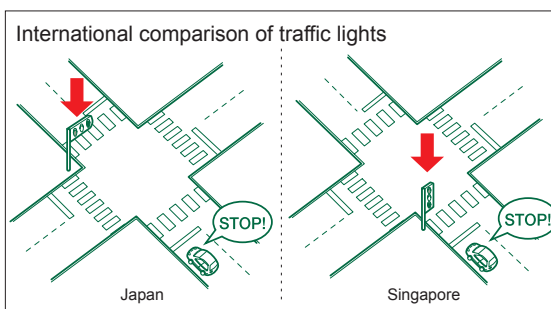 International comparison of traffic lights
STOP!
STOP!
Japan
Singapore